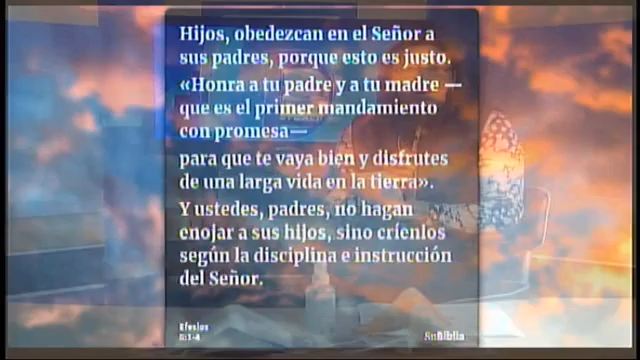 Hijos, obedezcan en el Señor a
sus padres, porque esto es justo.
«Honra a tu padre y a tu madre —
que es el primer mandamiento
con promesa—
para que te vaya bien y disfrutes
de una larga vida en la tierra».
Y ustedes, padres, no hagan
enojar a sus hijos, sino críenlos
según la disciplina e instrucción
del Señor.
Efesios
6:1-4
SuBiblia